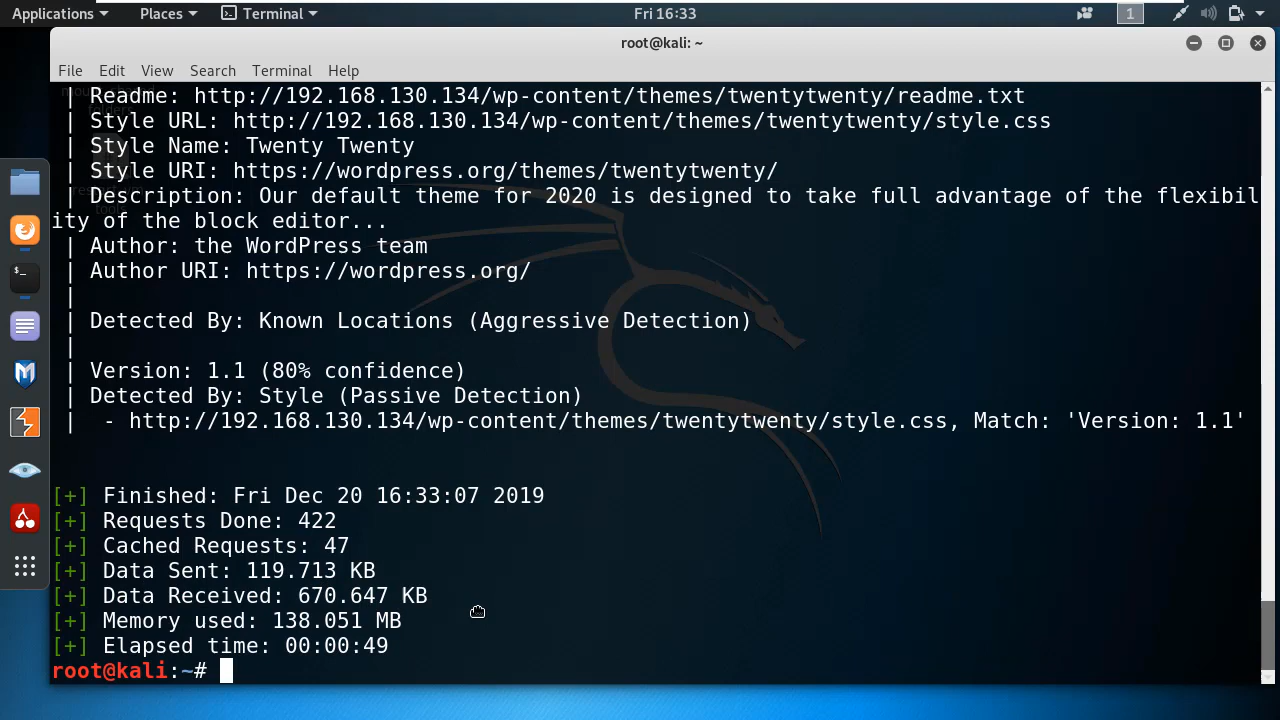 Applications Places Terminal Fri 16:33 1
root@kali: ~
File Edit View Search Terminal Help
| Readme: http://192.168.130.134/wp-content/themes/twentytwenty/readme.txt
| Style URL: http://192.168.130.134/wp-content/themes/twentytwenty/style.css
| Style Name: Twenty Twenty
| Style URI: https://wordpress.org/themes/twentytwenty/
| Description: Our default theme for 2020 is designed to take full advantage of the flexibil
ity of the block editor...
| Author: the WordPress team
| Author URI: https://wordpress.org/
|
| Detected By: Known Locations (Aggressive Detection)
|
| Version: 1.1 (80% confidence)
| Detected By: Style (Passive Detection)
|  - http://192.168.130.134/wp-content/themes/twentytwenty/style.css, Match: 'Version: 1.1'
[+] Finished: Fri Dec 20 16:33:07 2019
[+] Requests Done: 422
[+] Cached Requests: 47
[+] Data Sent: 119.713 KB
[+] Data Received: 670.647 KB
[+] Memory used: 138.051 MB
[+] Elapsed time: 00:00:49
root@kali:~#